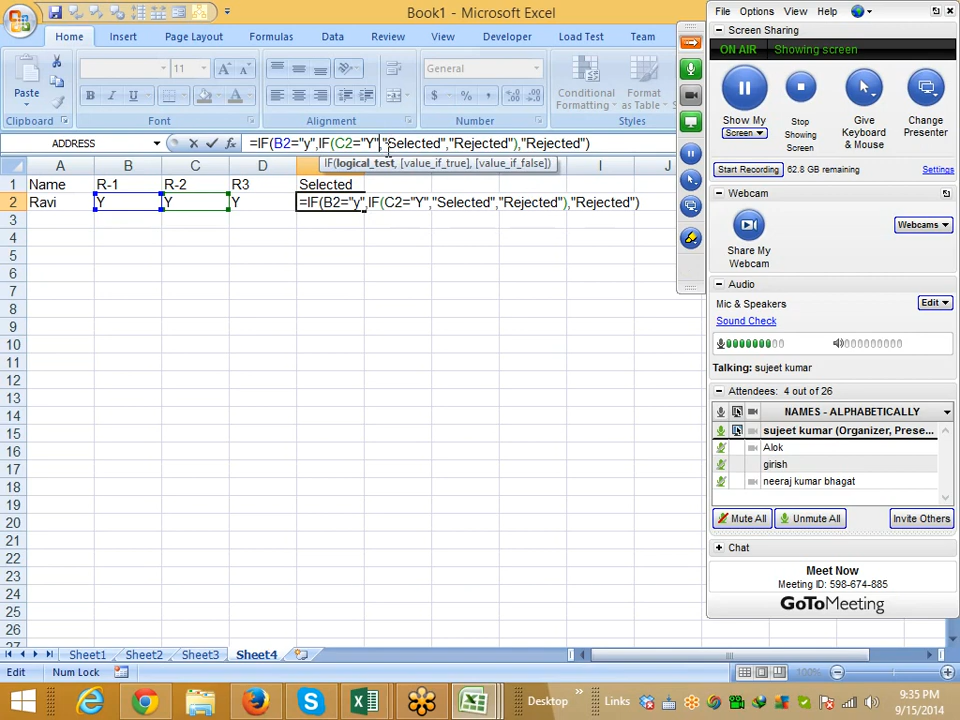 Book1 - Microsoft Excel
Home Insert Page Layout Formulas Data Review View Developer Load Test Team
Paste
11
General
Conditional Formatting
Format as Table
Cell Styles
Clipboard Font Alignment Number Styles
ADDRESS
=IF(B2="y",IF(C2="Y","Selected","Rejected"),"Rejected")
IF(logical_test, [value_if_true], [value_if_false])
A B C D I J
1 Name R-1 R-2 R3 Selected
2 Ravi Y Y Y =IF(B2="y",IF(C2="Y","Selected","Rejected"),"Rejected")
3
4
5
6
7
8
9
10
11
12
13
14
15
16
17
18
19
20
21
22
23
24
25
26
27
Sheet1 Sheet2 Sheet3 Sheet4
Edit Num Lock 100%
File Options View Help
Screen Sharing
ON AIR Showing screen
Show My
Screen
Stop
Showing
Screen
Give
Keyboard
& Mouse
Change
Presenter
Start Recording 62.8 GB remaining Settings
Webcam
Share My
Webcam
Webcams
Audio
Mic & Speakers Edit
Sound Check
Talking: sujeet kumar
Attendees: 4 out of 26
NAMES - ALPHABETICALLY
sujeet kumar (Organizer, Prese...
Alok
girish
neeraj kumar bhagat
Mute All Unmute All Invite Others
Chat
Meet Now
Meeting ID: 598-674-885
GoToMeeting
Desktop » Links
9:35 PM
9/15/2014